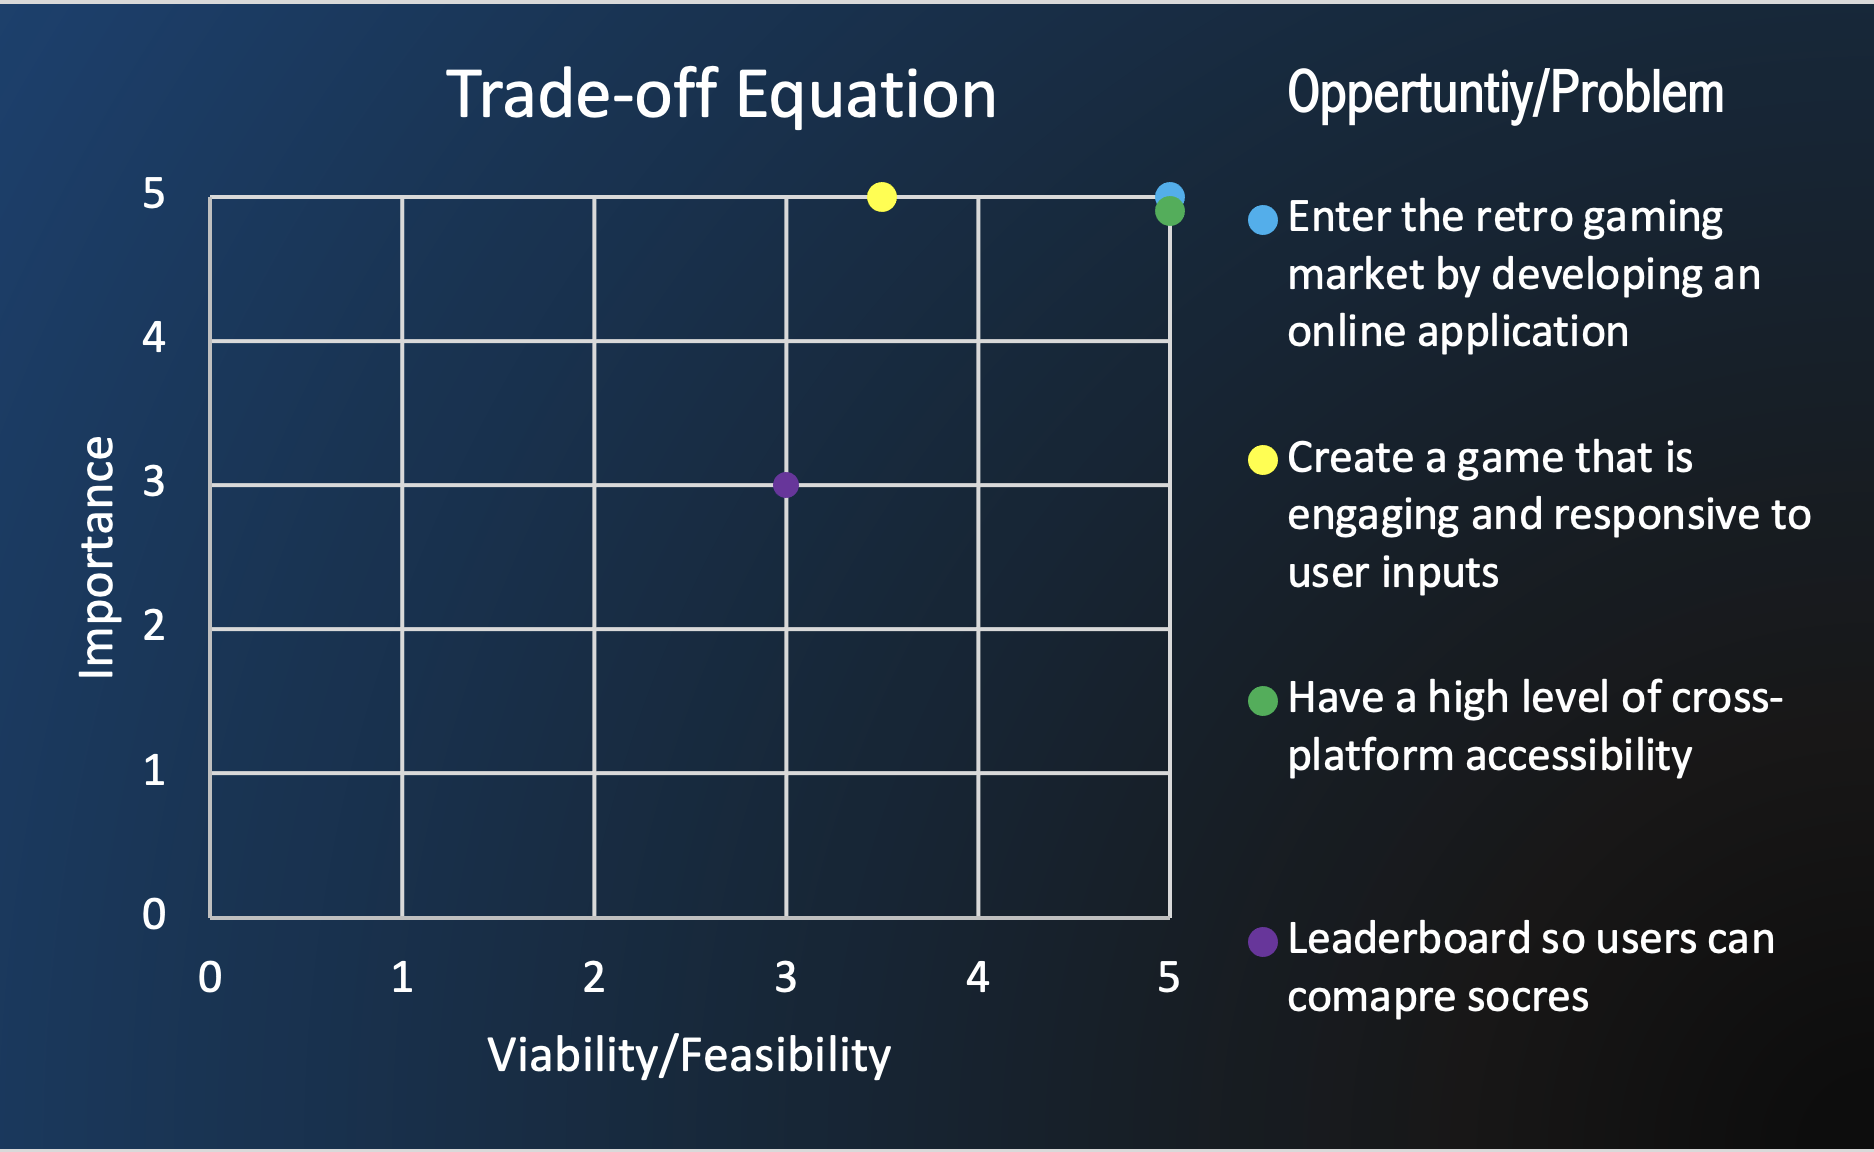 Trade-off Equation
5
4
3
2
1
0
Importance
0 1 2 3 4 5
Viability/Feasibility
Oppertuntiy/Problem
Enter the retro gaming
market by developing an
online application
Create a game that is
engaging and responsive to
user inputs
Have a high level of cross-
platform accessibility
Leaderboard so users can
comapre socres